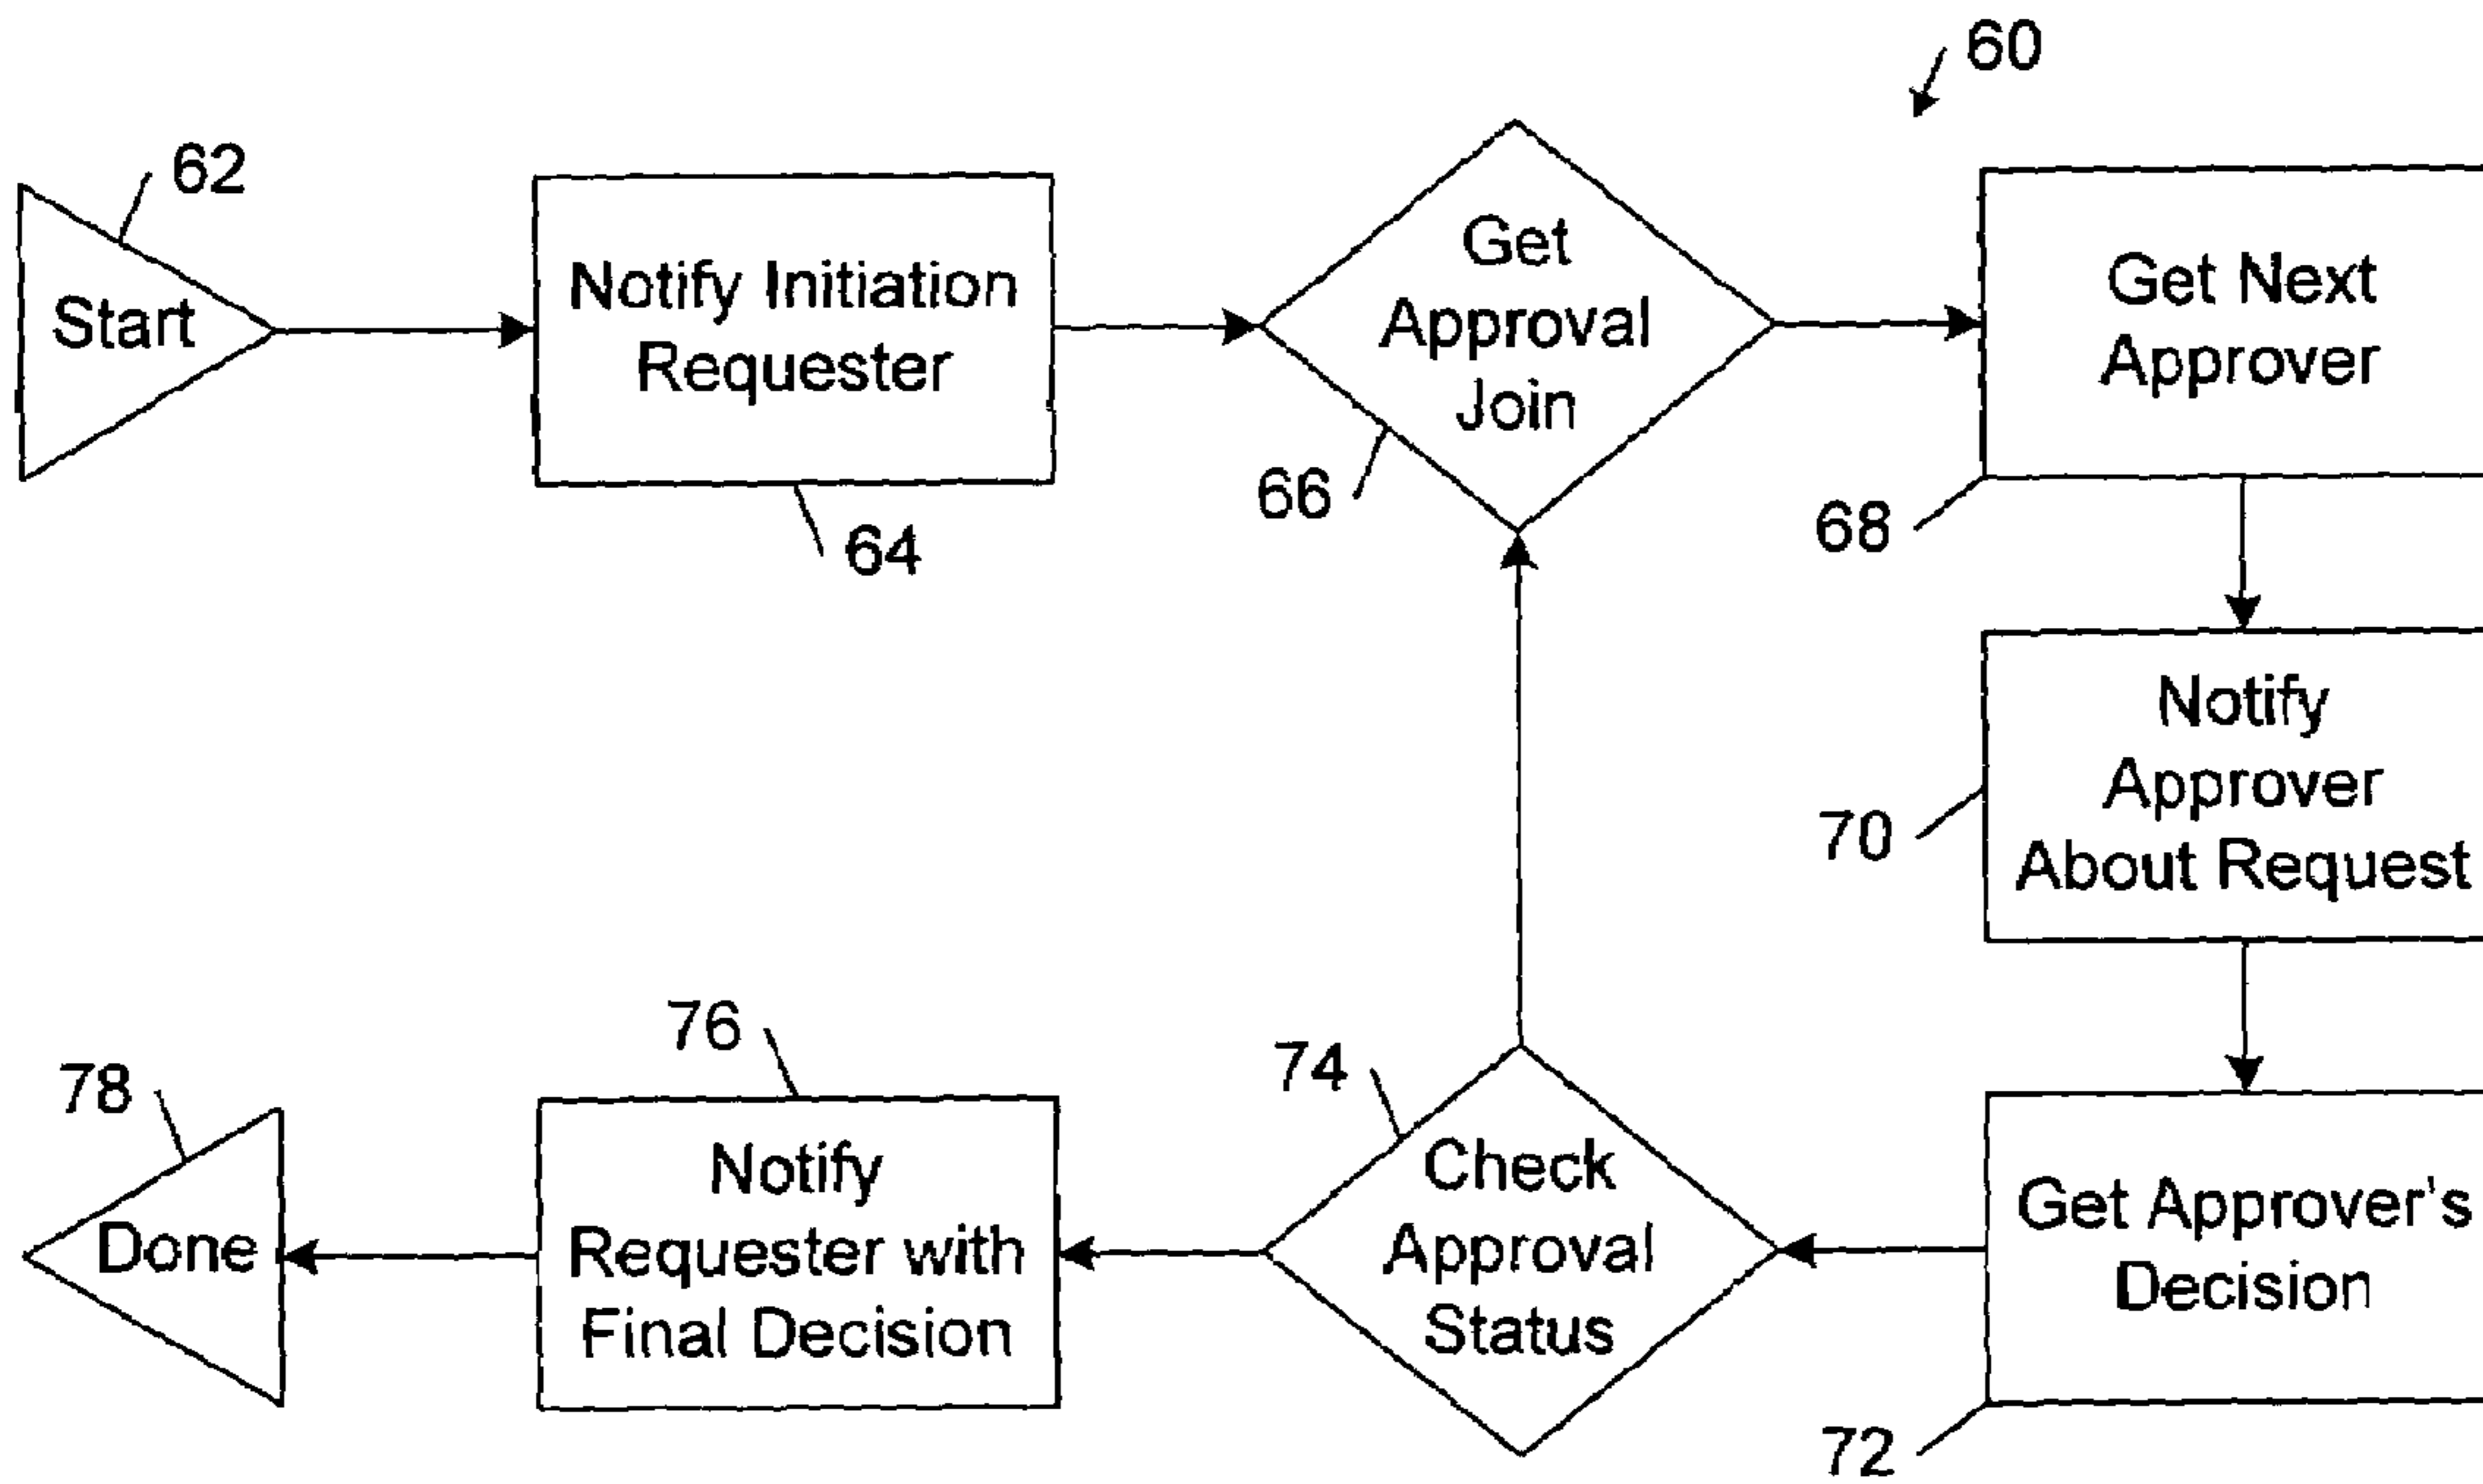 60
62
Start
Notify Initiation
Requester
64
Get
Approval
Join
66
Get Next
Approver
68
Notify
Approver
About Request
70
Get Approver's
Decision
72
Check
Approval
Status
74
Notify
Requester with
Final Decision
76
Done
78